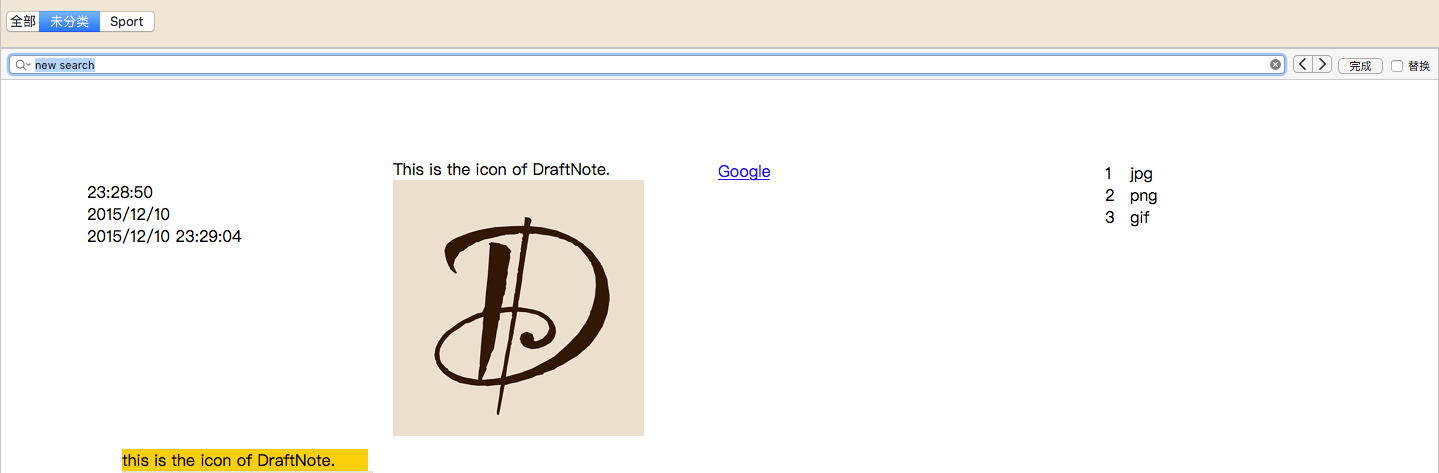 全部 未分类 Sport
new search 完成 替换
This is the icon of DraftNote.
23:28:50
2015/12/10
2015/12/10 23:29:04
Google
1 jpg
2 png
3 gif
this is the icon of DraftNote.